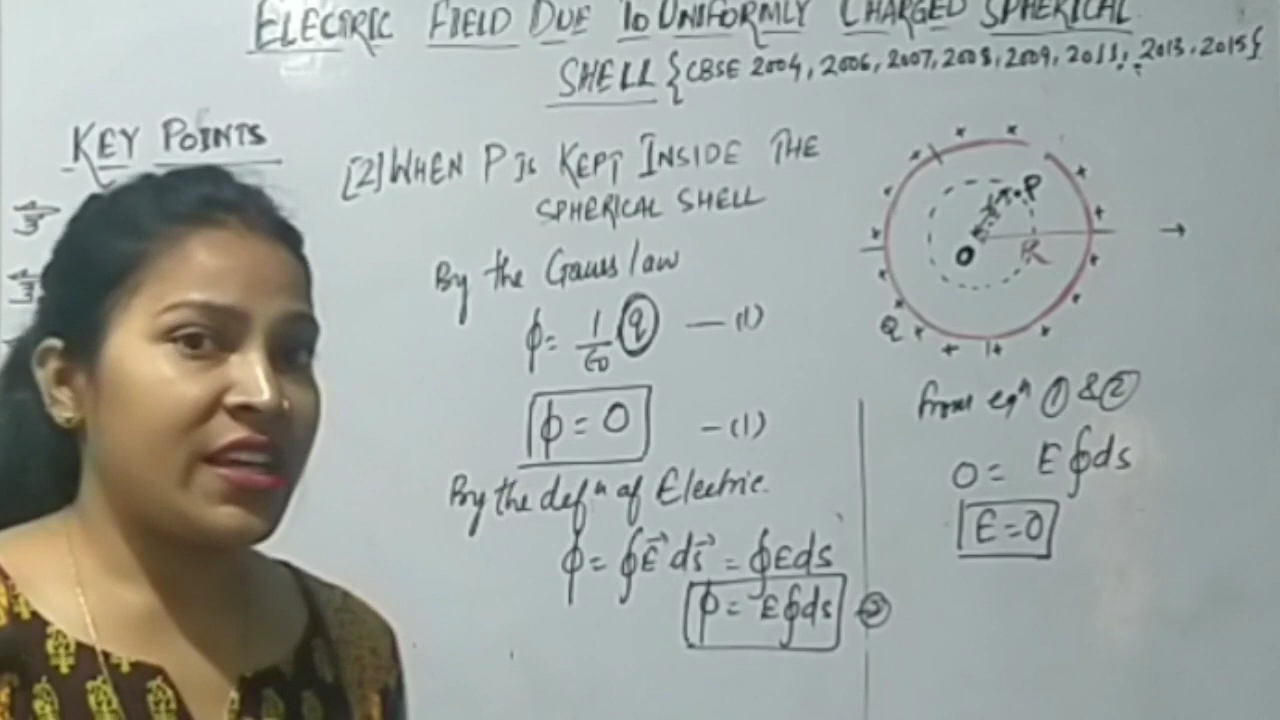 ELECTRIC FIELD DUE TO UNIFORMLY CHARGED SPHERICAL
SHELL {CBSE 2004, 2006, 2007, 2008, 2009, 2011, 2013, 2015}
KEY POINTS
[2] WHEN P IS KEPT INSIDE THE
SPHERICAL SHELL
By the Gauss law
ϕ = 1/ε0 q — (1)
ϕ = 0 – (1)
By the defⁿ of Electric.
ϕ = ∮E⃗ ds⃗ = ∮Eds
ϕ = E∮ds ②
P
r
O
R
Q
from eqⁿ ① & ②
0 = E∮ds
E = 0